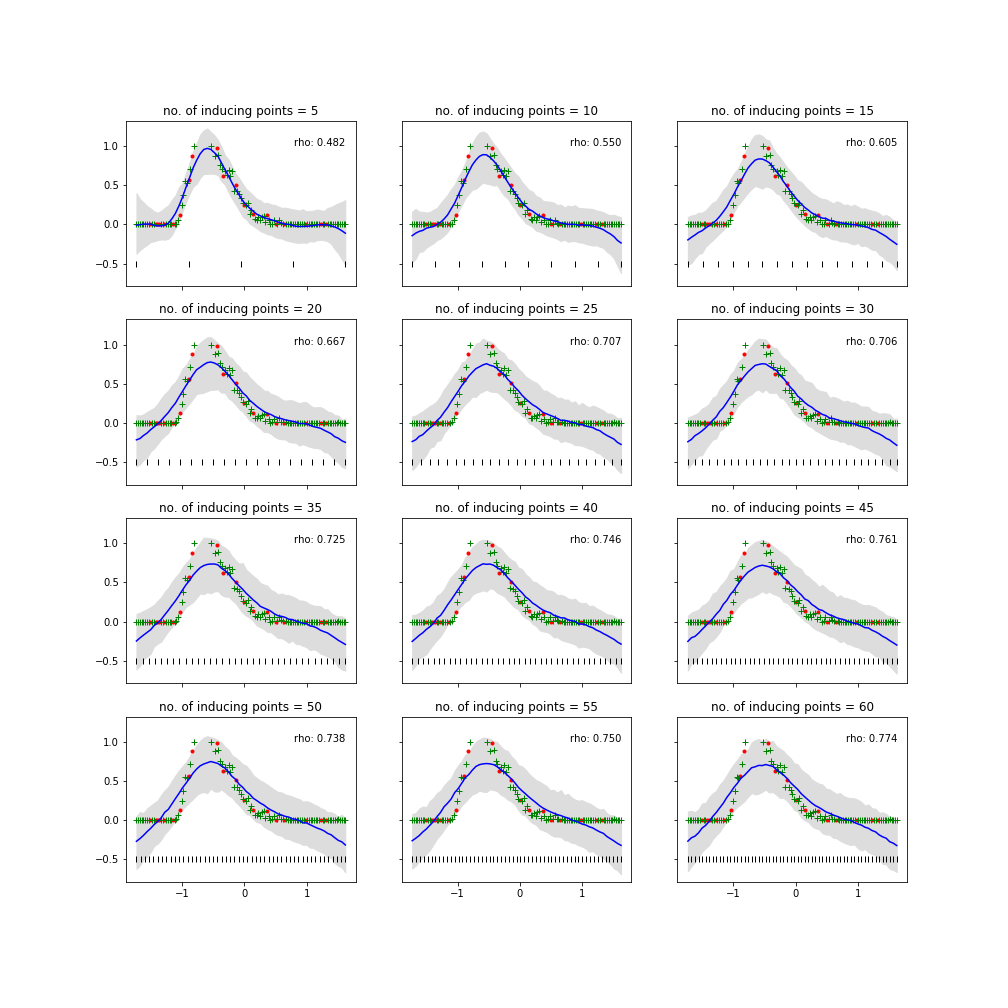 no. of inducing points = 5
no. of inducing points = 10
no. of inducing points = 15
1.0
0.5
0.0
−0.5
rho: 0.482
rho: 0.550
rho: 0.605
no. of inducing points = 20
no. of inducing points = 25
no. of inducing points = 30
1.0
0.5
0.0
−0.5
rho: 0.667
rho: 0.707
rho: 0.706
no. of inducing points = 35
no. of inducing points = 40
no. of inducing points = 45
1.0
0.5
0.0
−0.5
rho: 0.725
rho: 0.746
rho: 0.761
no. of inducing points = 50
no. of inducing points = 55
no. of inducing points = 60
1.0
0.5
0.0
−0.5
rho: 0.738
rho: 0.750
rho: 0.774
−1 0 1
−1 0 1
−1 0 1